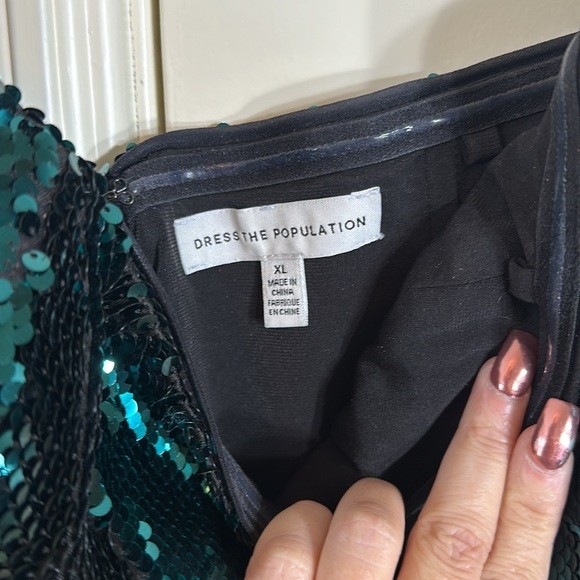 DRESS THE POPULATION
XL
MADE IN
CHINA
FABRIQUE
EN CHINE